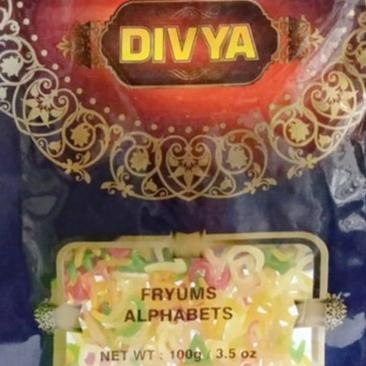 DIVYA
FRYUMS
ALPHABETS
NET WT : 100g / 3.5 oz